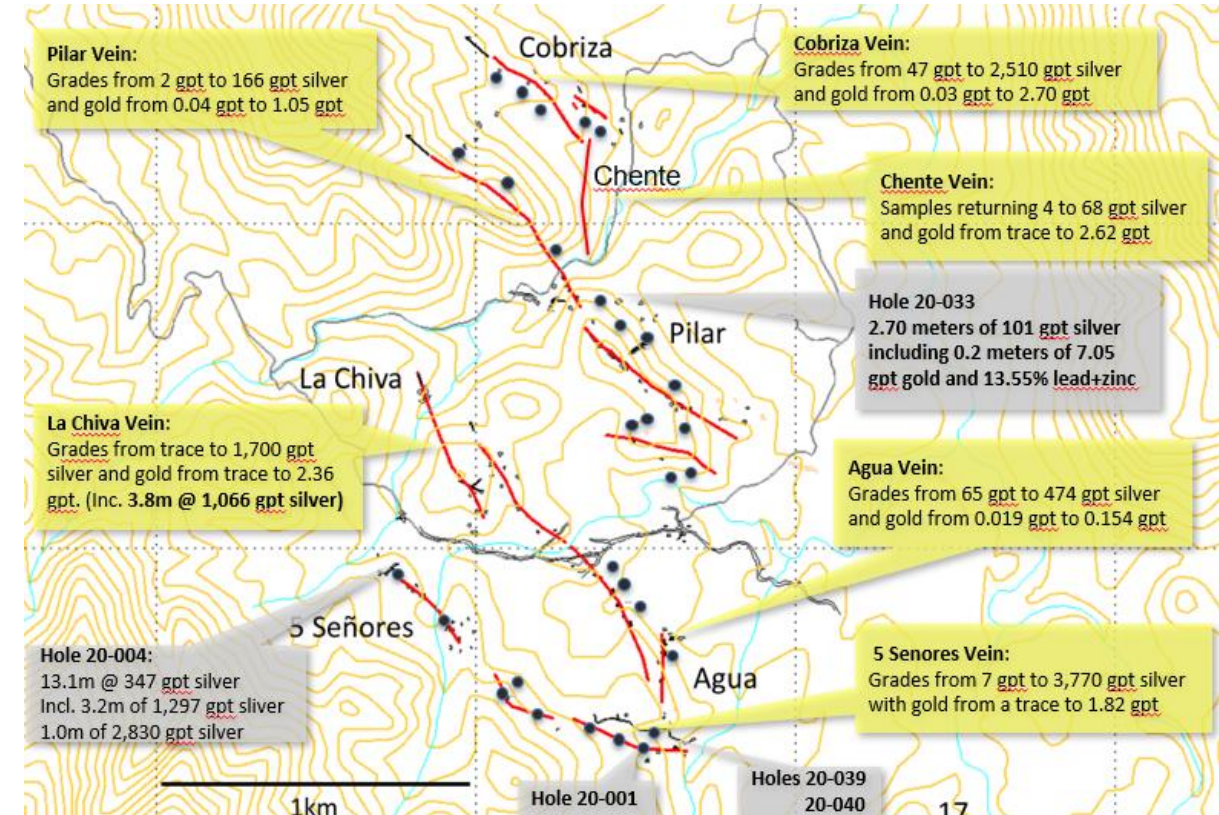 Pilar Vein:
Grades from 2 gpt to 166 gpt silver
and gold from 0.04 gpt to 1.05 gpt
Cobriza
Cobriza Vein:
Grades from 47 gpt to 2,510 gpt silver
and gold from 0.03 gpt to 2.70 gpt
Chente
Chente Vein:
Samples returning 4 to 68 gpt silver
and gold from trace to 2.62 gpt
Hole 20-033
2.70 meters of 101 gpt silver
including 0.2 meters of 7.05
gpt gold and 13.55% lead+zinc
Pilar
La Chiva
La Chiva Vein:
Grades from trace to 1,700 gpt
silver and gold from trace to 2.36
gpt. (Inc. 3.8m @ 1,066 gpt silver)
Agua Vein:
Grades from 65 gpt to 474 gpt silver
and gold from 0.019 gpt to 0.154 gpt
5 Señores
Hole 20-004:
13.1m @ 347 gpt silver
Incl. 3.2m of 1,297 gpt sliver
1.0m of 2,830 gpt silver
Agua
5 Senores Vein:
Grades from 7 gpt to 3,770 gpt silver
with gold from a trace to 1.82 gpt
1km
Hole 20-001
Holes 20-039
20-040
17